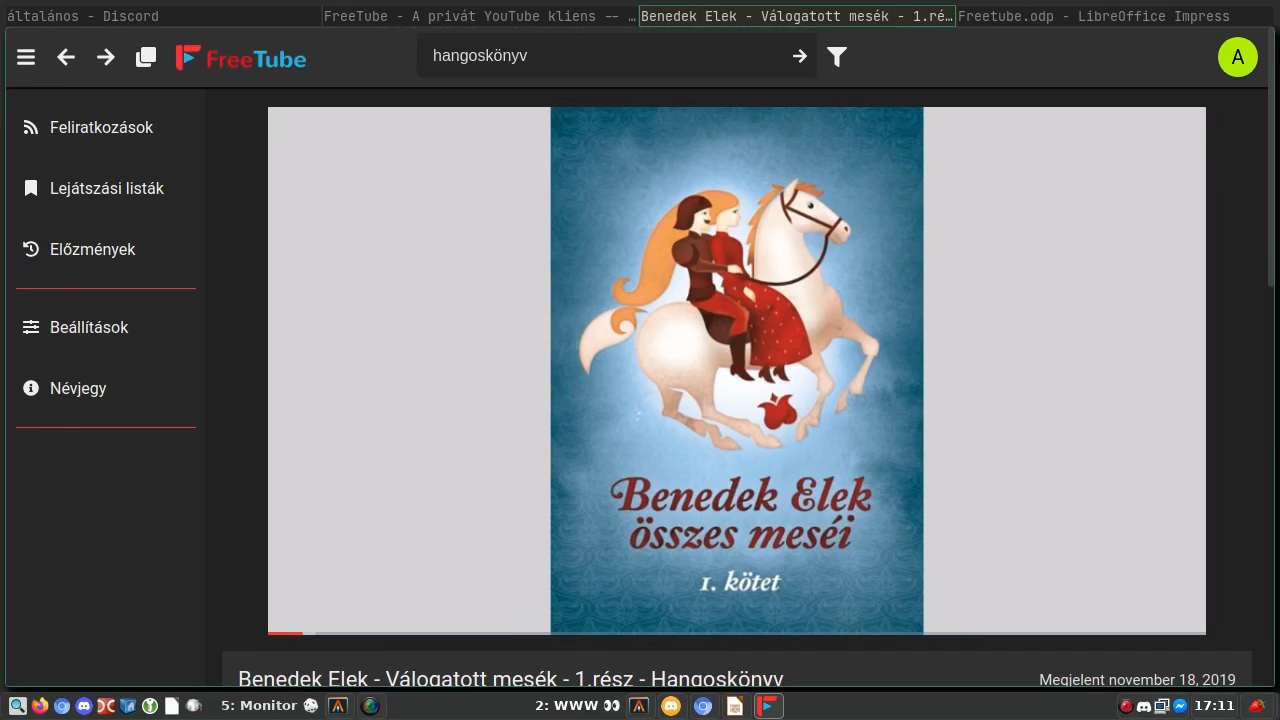 általános - Discord
FreeTube - A privát YouTube kliens -- …
Benedek Elek - Válogatott mesék - 1.ré…
Freetube.odp - LibreOffice Impress
FreeTube
hangoskönyv
A
Feliratkozások
Lejátszási listák
Előzmények
Beállítások
Névjegy
Benedek Elek
összes meséi
1. kötet
Benedek Elek - Válogatott mesék - 1.rész - Hangoskönyv
Megjelent november 18, 2019
5: Monitor
2: WWW
17:11